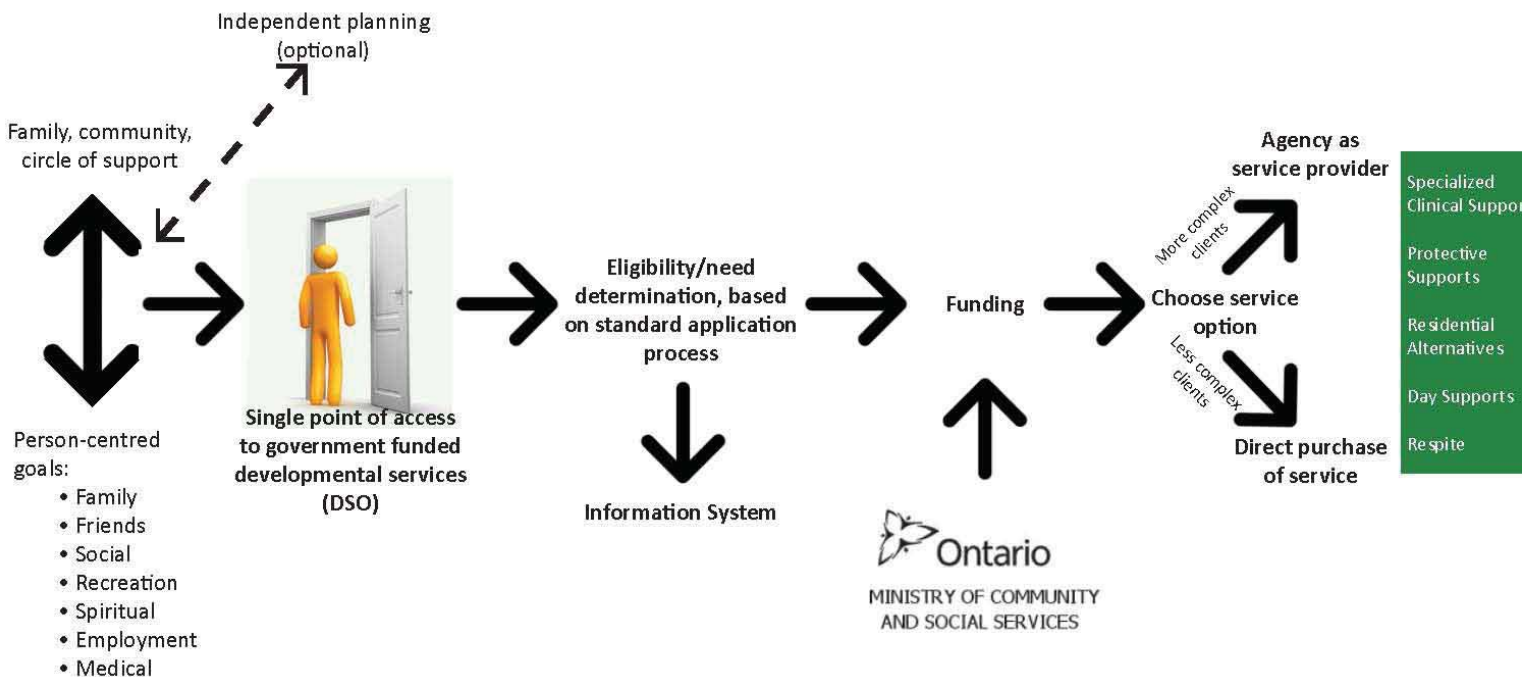 Independent planning
(optional)
Family, community,
circle of support
Person-centred
goals:
• Family
• Friends
• Social
• Recreation
• Spiritual
• Employment
• Medical
Single point of access
to government funded
developmental services
(DSO)
Eligibility/need
determination, based
on standard application
process
Information System
Funding
Ontario
MINISTRY OF COMMUNITY
AND SOCIAL SERVICES
Choose service
option
More complex
clients
Less complex
clients
Agency as
service provider
Direct purchase
of service
Specialized
Clinical Support
Protective
Supports
Residential
Alternatives
Day Supports
Respite